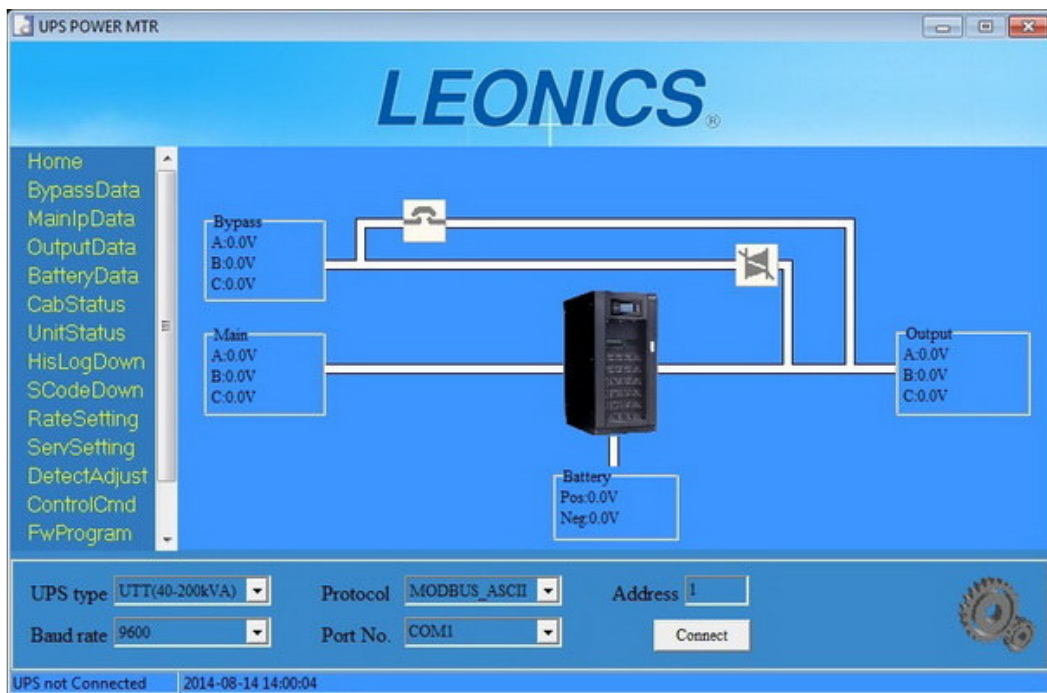 UPS POWER MTR
LEONICS®
Home
BypassData
MainIpData
OutputData
BatteryData
CabStatus
UnitStatus
HisLogDown
SCodeDown
RateSetting
ServSetting
DetectAdjust
ControlCmd
FwProgram
Bypass
A:0.0V
B:0.0V
C:0.0V
Main
A:0.0V
B:0.0V
C:0.0V
Output
A:0.0V
B:0.0V
C:0.0V
Battery
Pos:0.0V
Neg:0.0V
UPS type UTT(40-200kVA) Protocol MODBUS_ASCII Address 1
Baud rate 9600 Port No. COM1 Connect
UPS not Connected 2014-08-14 14:00:04